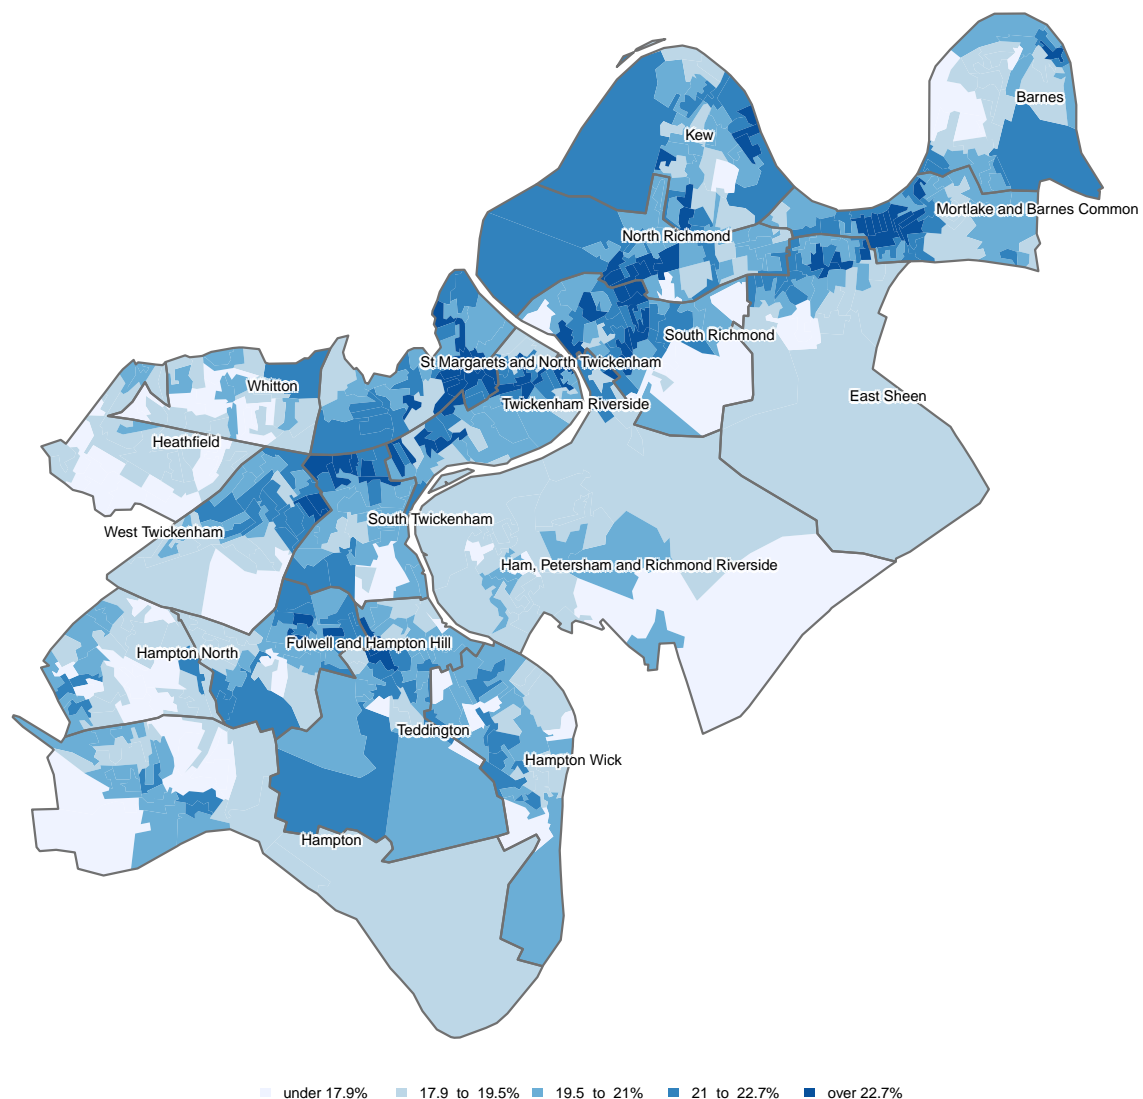 Barnes
Kew
Mortlake and Barnes Common
North Richmond
South Richmond
St Margarets and North Twickenham
Whitton
East Sheen
Twickenham Riverside
Heathfield
South Twickenham
West Twickenham
Ham, Petersham and Richmond Riverside
Fulwell and Hampton Hill
Hampton North
Teddington
Hampton Wick
Hampton
under 17.9% 17.9 to 19.5% 19.5 to 21% 21 to 22.7% over 22.7%